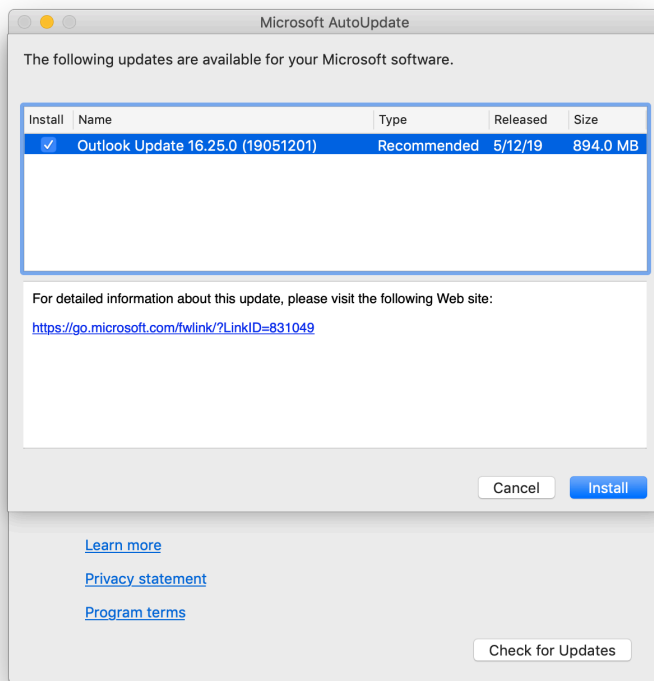 Microsoft AutoUpdate
The following updates are available for your Microsoft software.
Install Name Type Released Size
Outlook Update 16.25.0 (19051201) Recommended 5/12/19 894.0 MB
For detailed information about this update, please visit the following Web site:
https://go.microsoft.com/fwlink/?LinkID=831049
Cancel Install
Learn more
Privacy statement
Program terms
Check for Updates